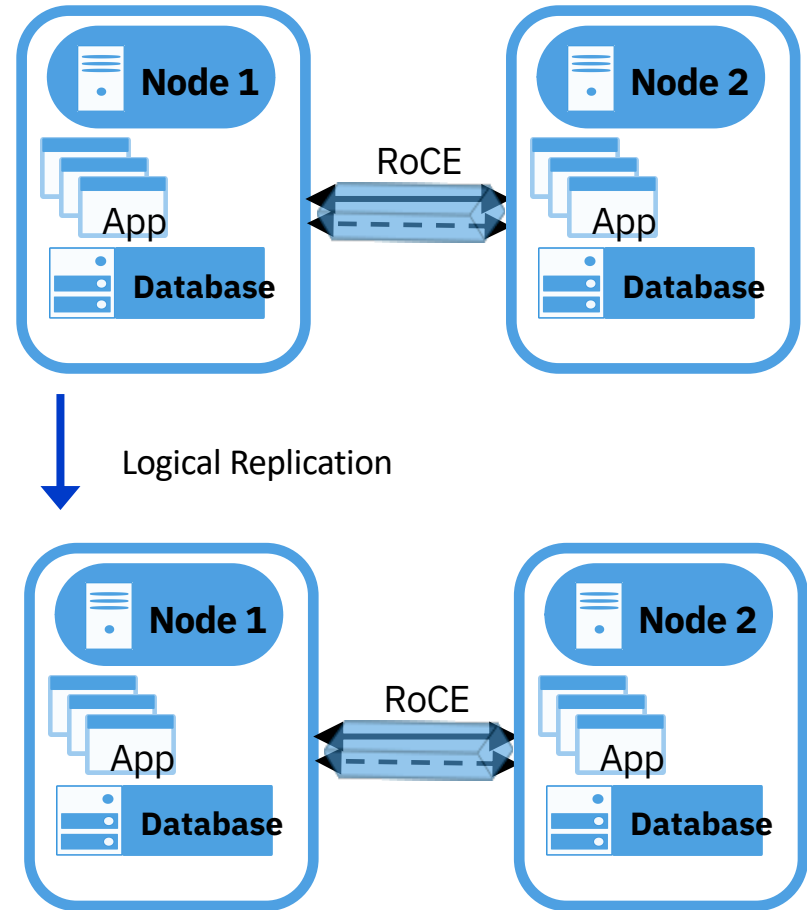 Node 1
Node 2
RoCE
App
App
Database
Database
Logical Replication
Node 1
Node 2
RoCE
App
App
Database
Database